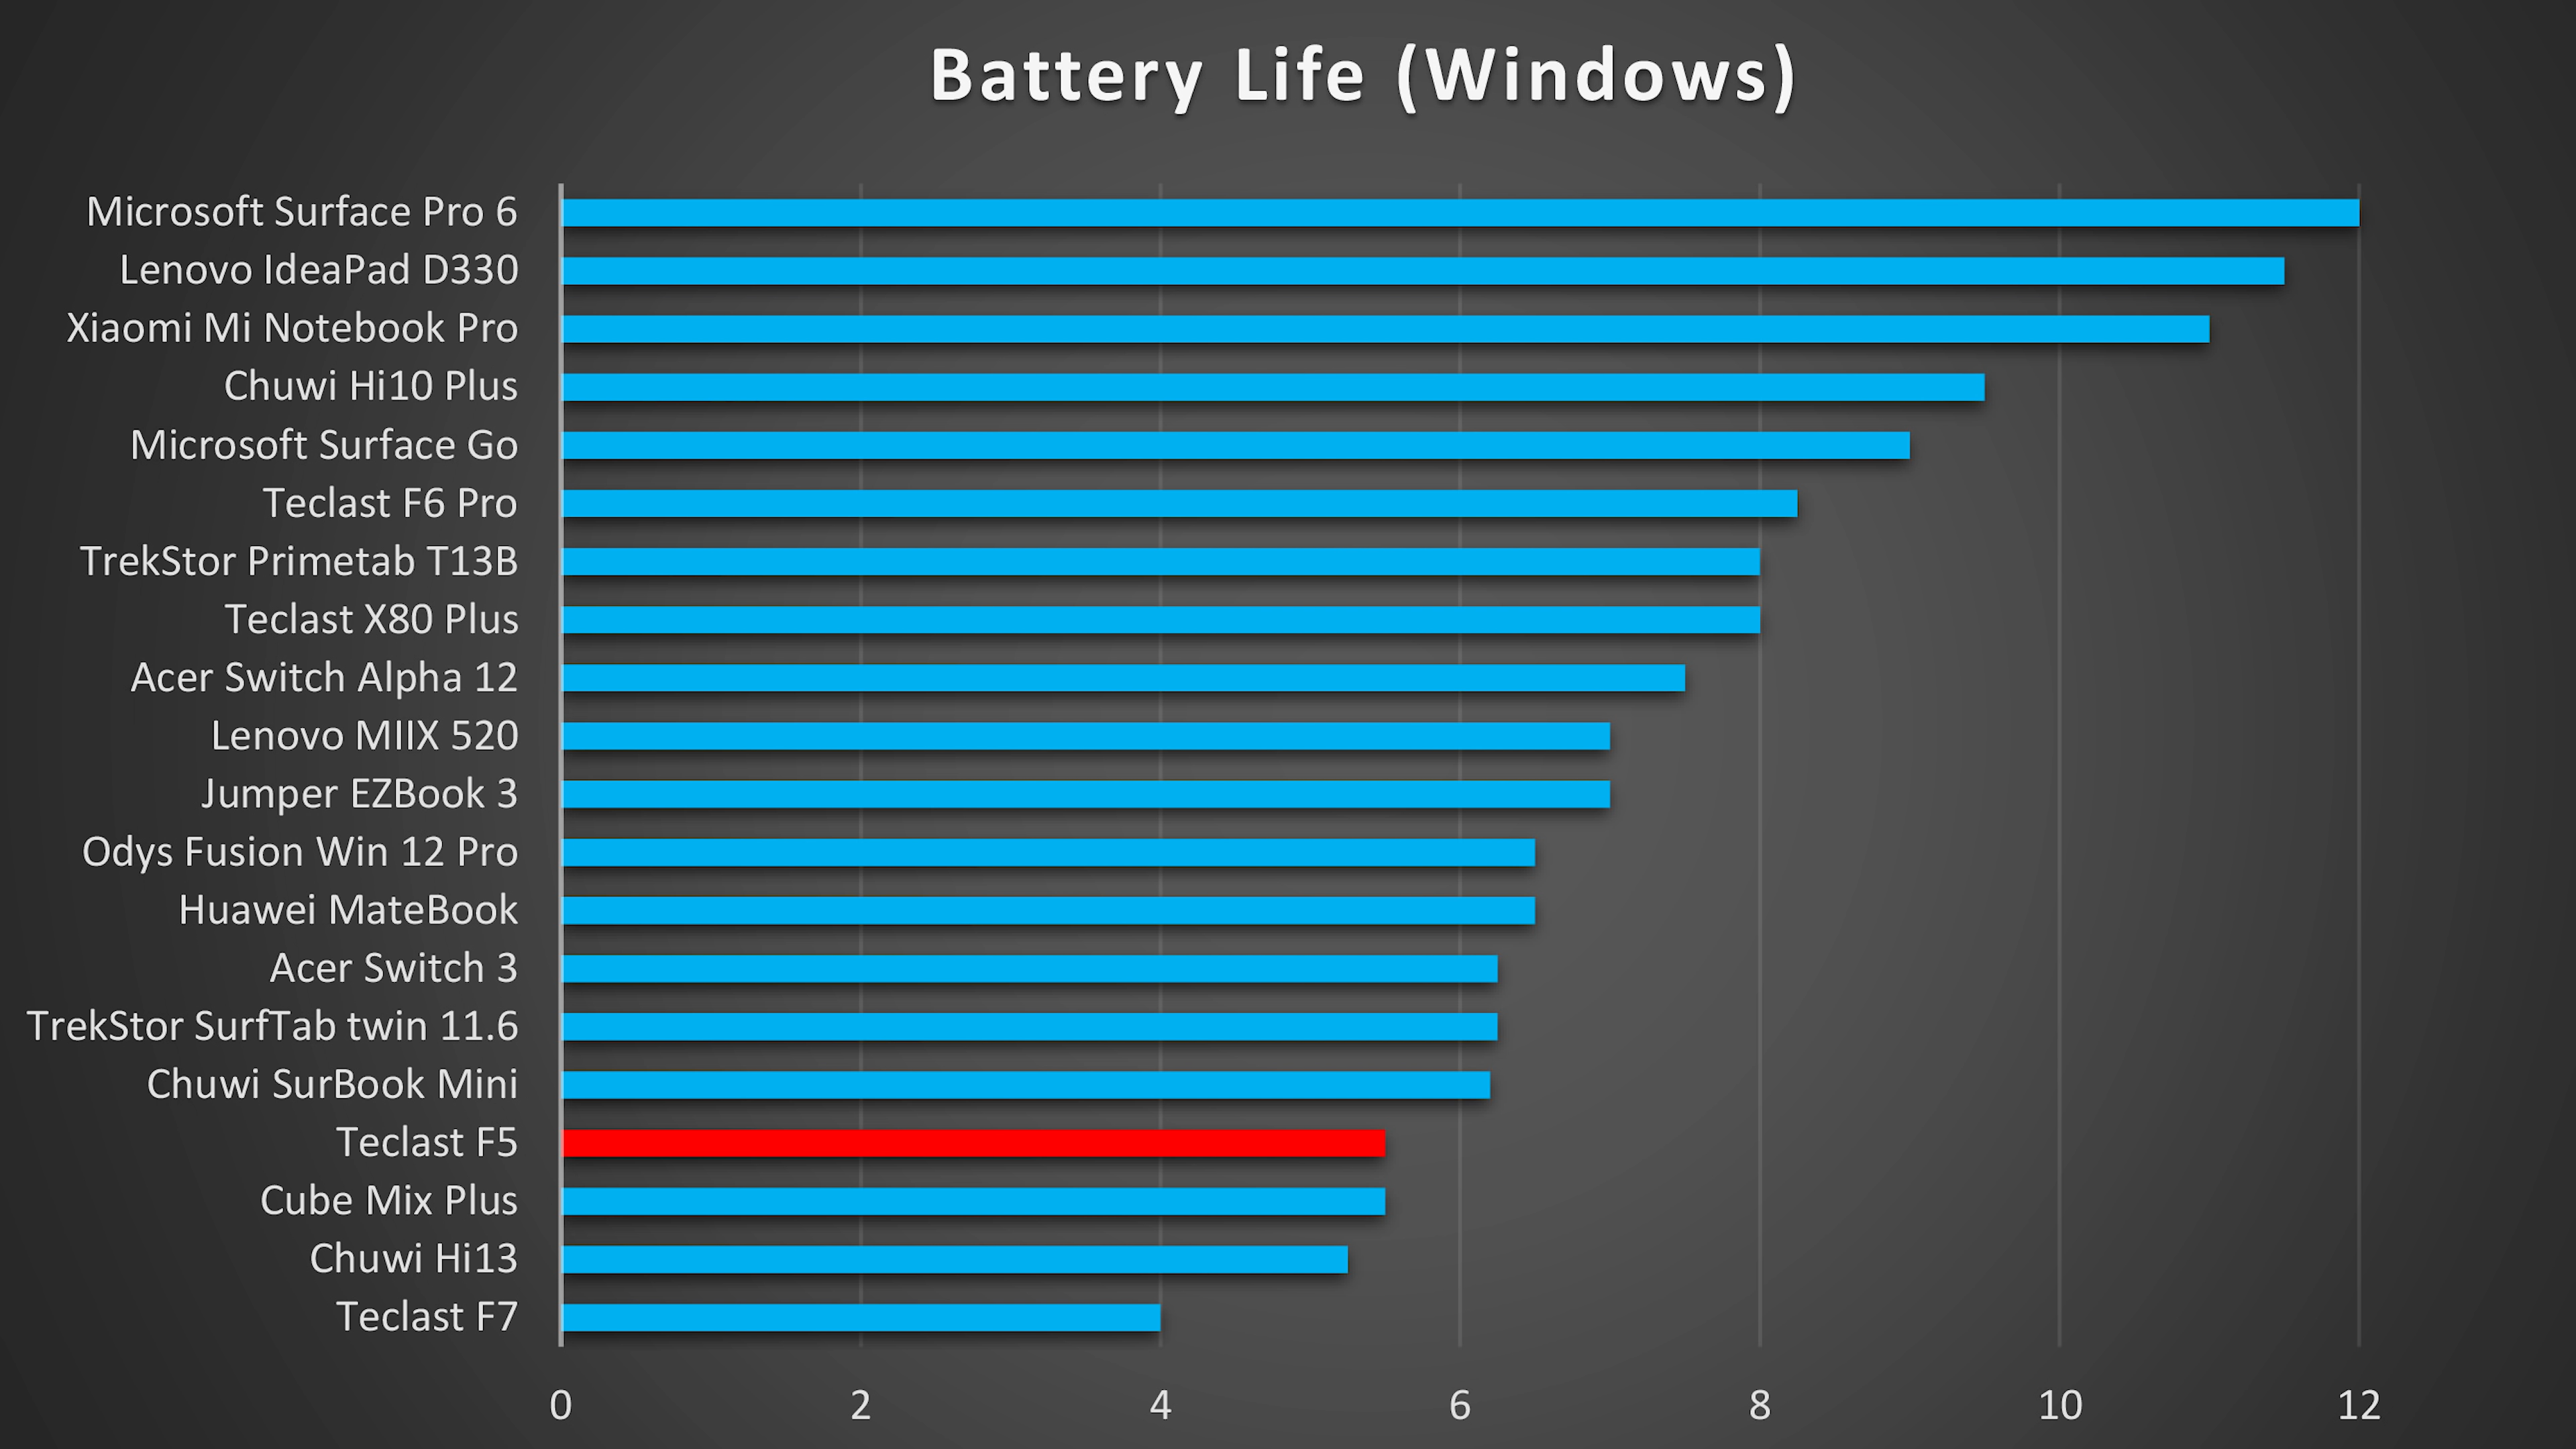 Battery Life (Windows)
Microsoft Surface Pro 6
Lenovo IdeaPad D330
Xiaomi Mi Notebook Pro
Chuwi Hi10 Plus
Microsoft Surface Go
Teclast F6 Pro
TrekStor Primetab T13B
Teclast X80 Plus
Acer Switch Alpha 12
Lenovo MIIX 520
Jumper EZBook 3
Odys Fusion Win 12 Pro
Huawei MateBook
Acer Switch 3
TrekStor SurfTab twin 11.6
Chuwi SurBook Mini
Teclast F5
Cube Mix Plus
Chuwi Hi13
Teclast F7
0 2 4 6 8 10 12